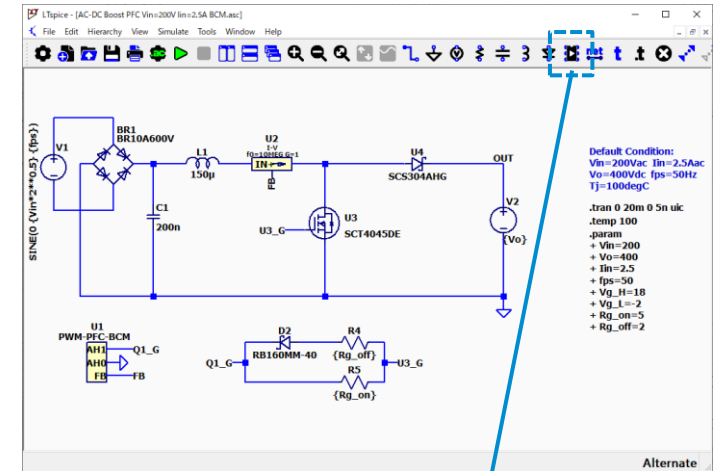 LTspice - [AC-DC Boost PFC Vin=200V Iin=2.5A BCM.asc]
File Edit Hierarchy View Simulate Tools Window Help
net t .t
SINE(0 {Vin*2**0.5} {fps})
V1
BR1
BR10A600V
L1
150µ
U2
I-V
f0=10MEG G=1
IN
FB
U4
SCS304AHG
OUT
C1
200n
U3_G
U3
SCT4045DE
V2
{Vo}
Default Condition:
Vin=200Vac Iin=2.5Aac
Vo=400Vdc fps=50Hz
Tj=100degC
.tran 0 20m 0 5n uic
.temp 100
.param
+ Vin=200
+ Vo=400
+ Iin=2.5
+ fps=50
+ Vg_H=18
+ Vg_L=-2
+ Rg_on=5
+ Rg_off=2
U1
PWM-PFC-BCM
AH1 Q1_G
AH0
FB FB
Q1_G
D2
RB160MM-40
R4
{Rg_off}
U3_G
R5
{Rg_on}
Alternate